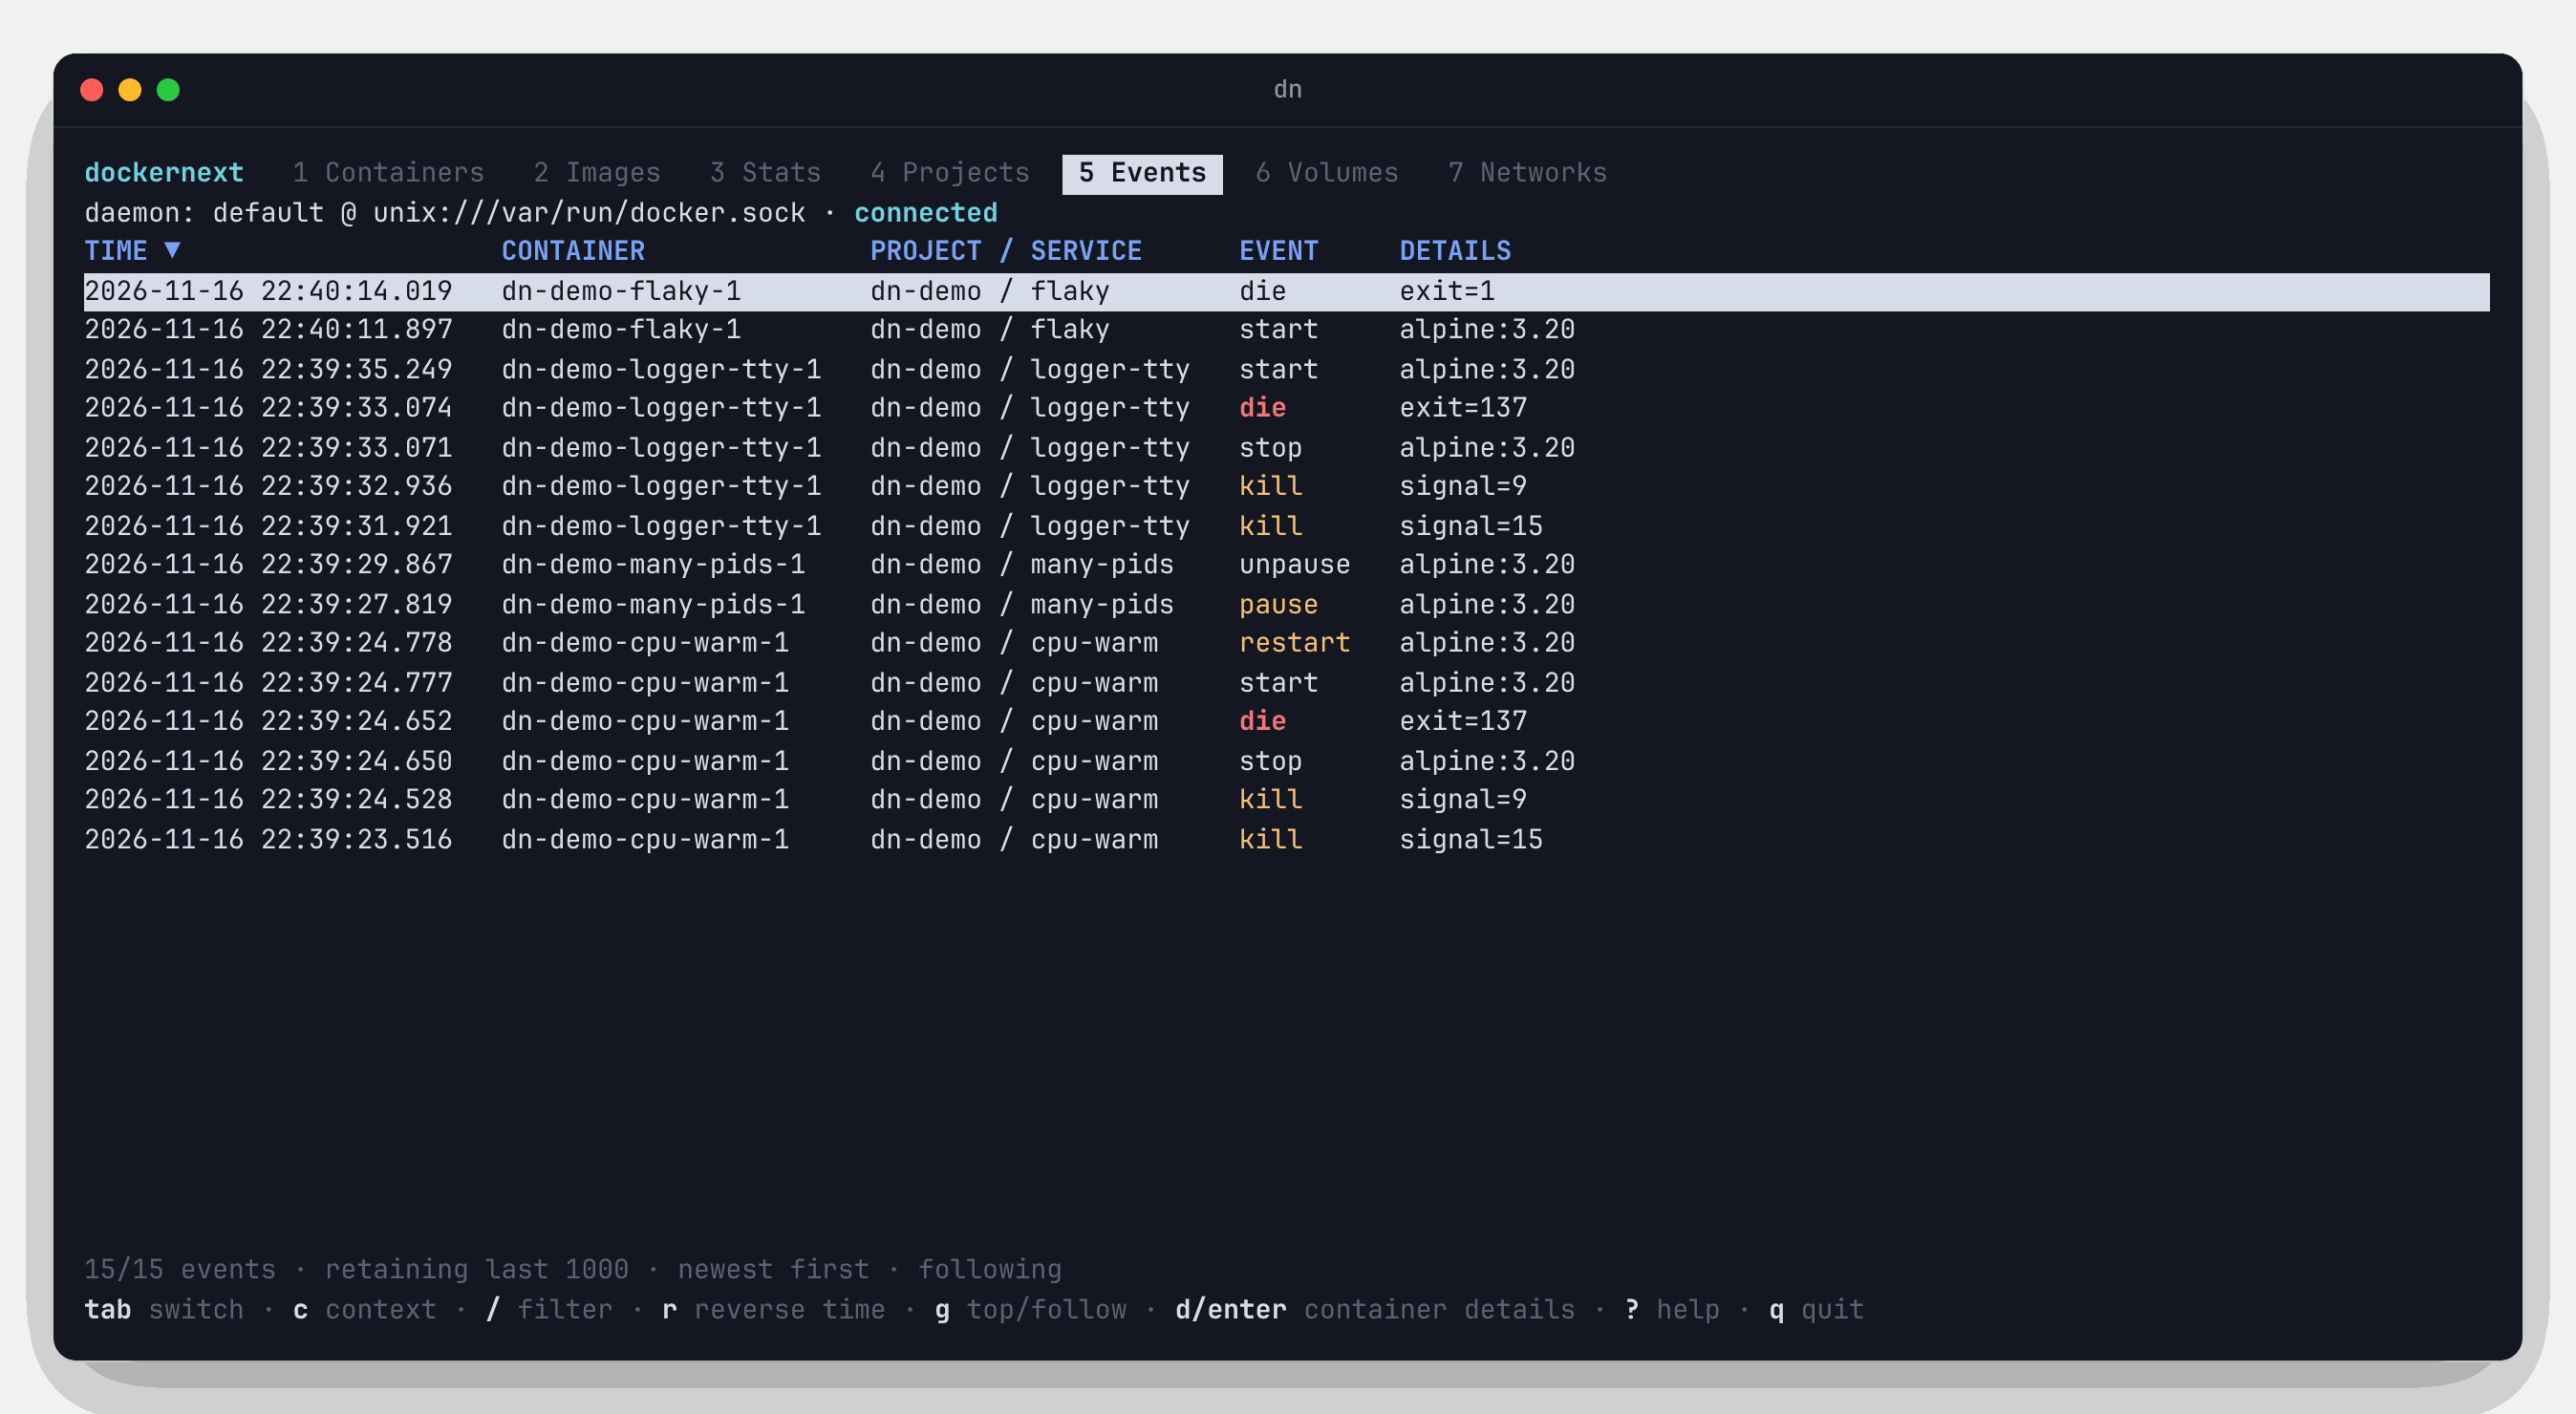 dn
dockernext 1 Containers 2 Images 3 Stats 4 Projects 5 Events 6 Volumes 7 Networks
daemon: default @ unix:///var/run/docker.sock · connected
TIME ▼ CONTAINER PROJECT / SERVICE EVENT DETAILS
2026-11-16 22:40:14.019 dn-demo-flaky-1 dn-demo / flaky die exit=1
2026-11-16 22:40:11.897 dn-demo-flaky-1 dn-demo / flaky start alpine:3.20
2026-11-16 22:39:35.249 dn-demo-logger-tty-1 dn-demo / logger-tty start alpine:3.20
2026-11-16 22:39:33.074 dn-demo-logger-tty-1 dn-demo / logger-tty die exit=137
2026-11-16 22:39:33.071 dn-demo-logger-tty-1 dn-demo / logger-tty stop alpine:3.20
2026-11-16 22:39:32.936 dn-demo-logger-tty-1 dn-demo / logger-tty kill signal=9
2026-11-16 22:39:31.921 dn-demo-logger-tty-1 dn-demo / logger-tty kill signal=15
2026-11-16 22:39:29.867 dn-demo-many-pids-1 dn-demo / many-pids unpause alpine:3.20
2026-11-16 22:39:27.819 dn-demo-many-pids-1 dn-demo / many-pids pause alpine:3.20
2026-11-16 22:39:24.778 dn-demo-cpu-warm-1 dn-demo / cpu-warm restart alpine:3.20
2026-11-16 22:39:24.777 dn-demo-cpu-warm-1 dn-demo / cpu-warm start alpine:3.20
2026-11-16 22:39:24.652 dn-demo-cpu-warm-1 dn-demo / cpu-warm die exit=137
2026-11-16 22:39:24.650 dn-demo-cpu-warm-1 dn-demo / cpu-warm stop alpine:3.20
2026-11-16 22:39:24.528 dn-demo-cpu-warm-1 dn-demo / cpu-warm kill signal=9
2026-11-16 22:39:23.516 dn-demo-cpu-warm-1 dn-demo / cpu-warm kill signal=15
15/15 events · retaining last 1000 · newest first · following
tab switch · c context · / filter · r reverse time · g top/follow · d/enter container details · ? help · q quit